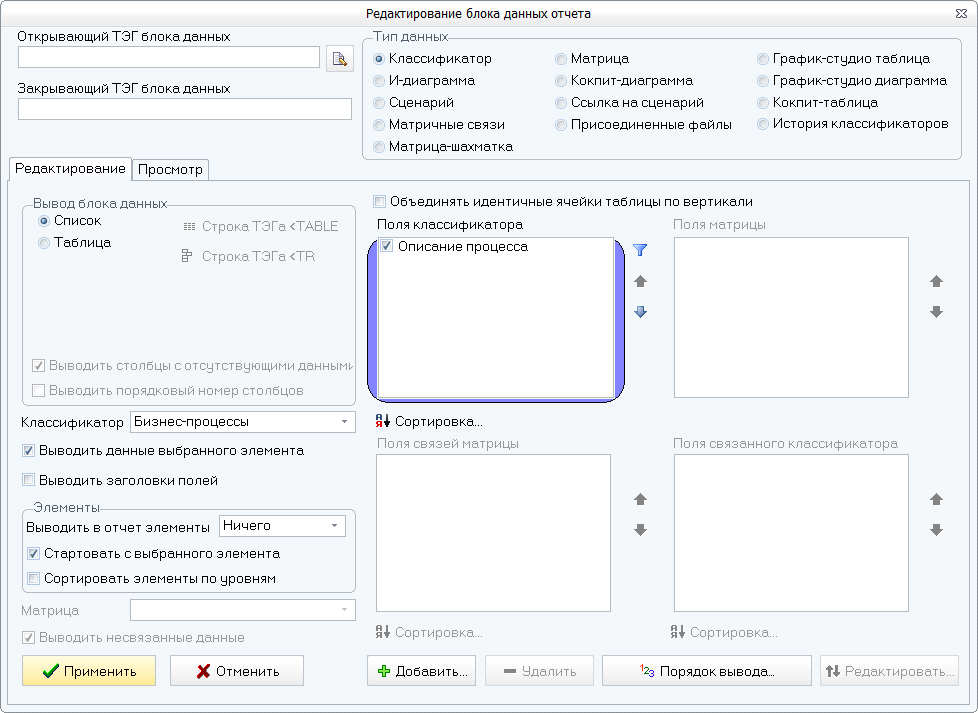 Редактирование блока данных отчета
Открывающий ТЭГ блока данных
Закрывающий ТЭГ блока данных
Тип данных
Классификатор
Матрица
График-студио таблица
И-диаграмма
Кокпит-диаграмма
График-студио диаграмма
Сценарий
Ссылка на сценарий
Кокпит-таблица
Матричные связи
Присоединенные файлы
История классификаторов
Матрица-шахматка
Редактирование
Просмотр
Вывод блока данных
Список
Таблица
Строка ТЭГа <TABLE
Строка ТЭГа <TR
Выводить столбцы с отсутствующими данными
Выводить порядковый номер столбцов
Классификатор
Бизнес-процессы
Выводить данные выбранного элемента
Выводить заголовки полей
Элементы
Выводить в отчет элементы
Ничего
Стартовать с выбранного элемента
Сортировать элементы по уровням
Матрица
Выводить несвязанные данные
Объединять идентичные ячейки таблицы по вертикали
Поля классификатора
Описание процесса
Поля матрицы
Сортировка...
Поля связей матрицы
Поля связанного классификатора
Сортировка...
Сортировка...
Применить
Отменить
Добавить...
Удалить
Порядок вывода...
Редактировать...